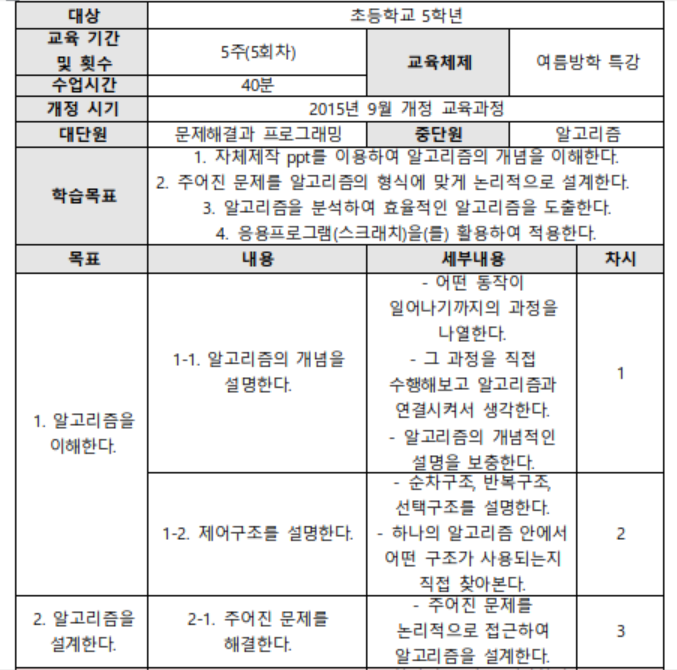 대상 초등학교 5학년
교육 기간
및 횟수 5주(5회차) 교육체제 여름방학 특강
수업시간 40분
개정 시기 2015년 9월 개정 교육과정
대단원 문제해결과 프로그래밍 중단원 알고리즘
학습목표
1. 자체제작 ppt를 이용하여 알고리즘의 개념을 이해한다.
2. 주어진 문제를 알고리즘의 형식에 맞게 논리적으로 설계한다.
3. 알고리즘을 분석하여 효율적인 알고리즘을 도출한다.
4. 응용프로그램(스크래치)을(를) 활용하여 적용한다.
목표 내용 세부내용 차시
1. 알고리즘을
이해한다.
1-1. 알고리즘의 개념을
설명한다.
- 어떤 동작이
일어나기까지의 과정을
나열한다.
- 그 과정을 직접
수행해보고 알고리즘과
연결시켜서 생각한다.
- 알고리즘의 개념적인
설명을 보충한다.
1
1-2. 제어구조를 설명한다.
- 순차구조, 반복구조,
선택구조를 설명한다.
- 하나의 알고리즘 안에서
어떤 구조가 사용되는지
직접 찾아본다.
2
2. 알고리즘을
설계한다.
2-1. 주어진 문제를
해결한다.
- 주어진 문제를
논리적으로 접근하여
알고리즘을 설계한다.
3